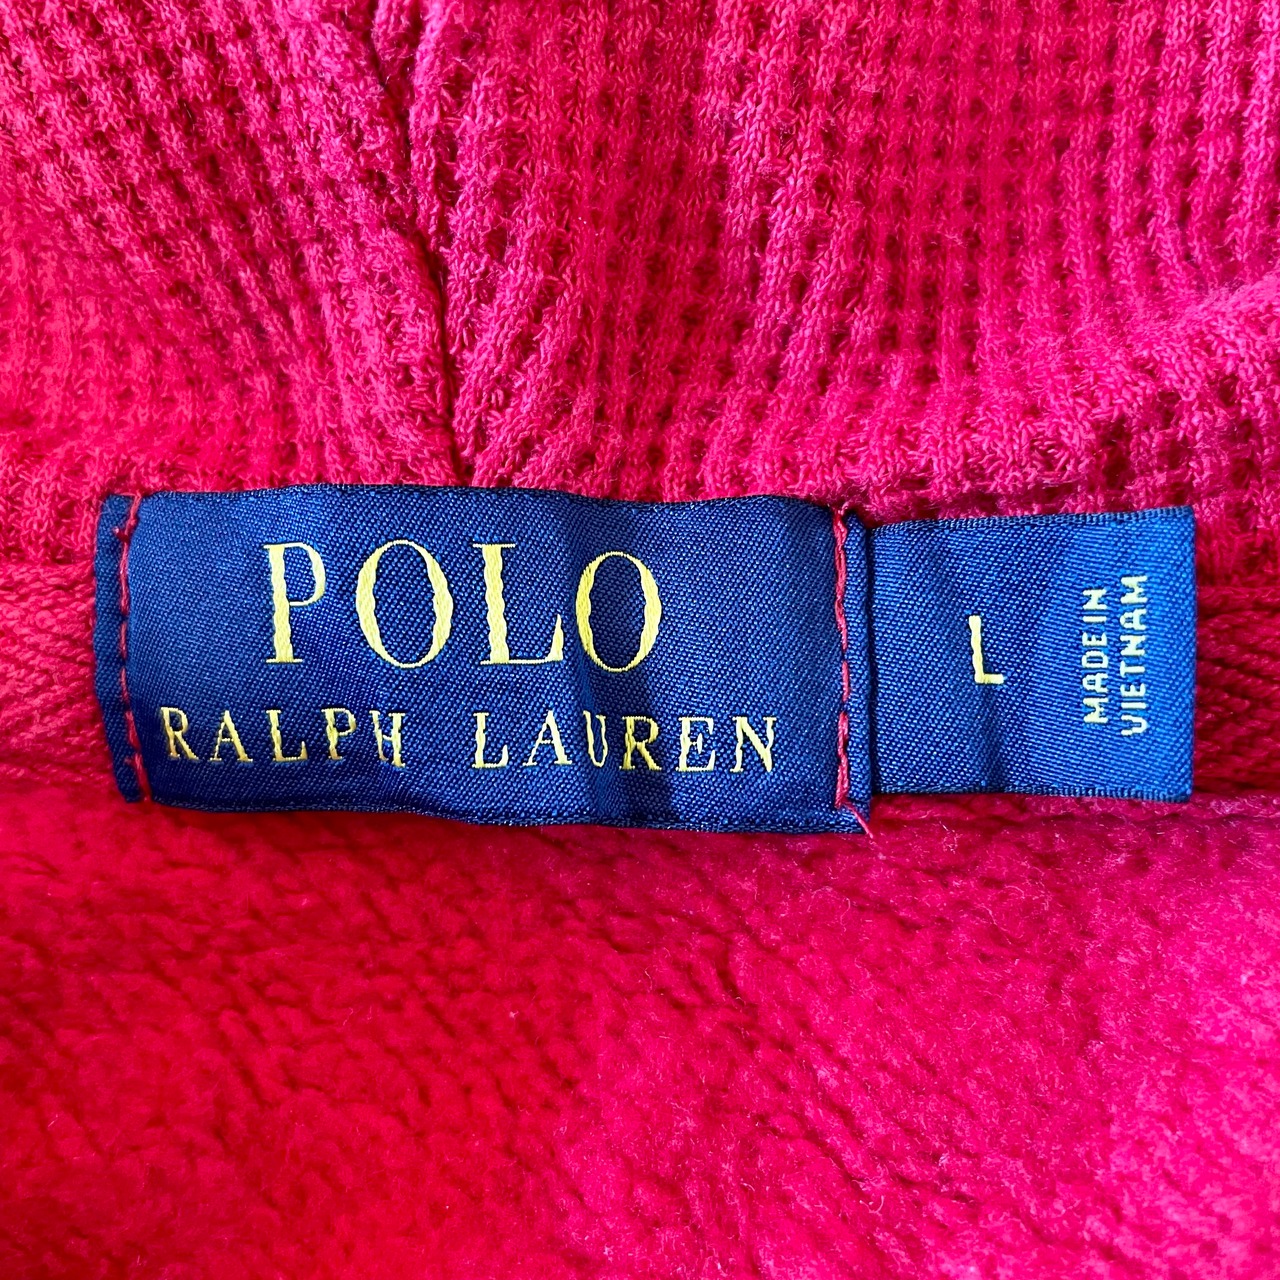 POLO
RALPH LAUREN
L
MADE IN
VIETNAM